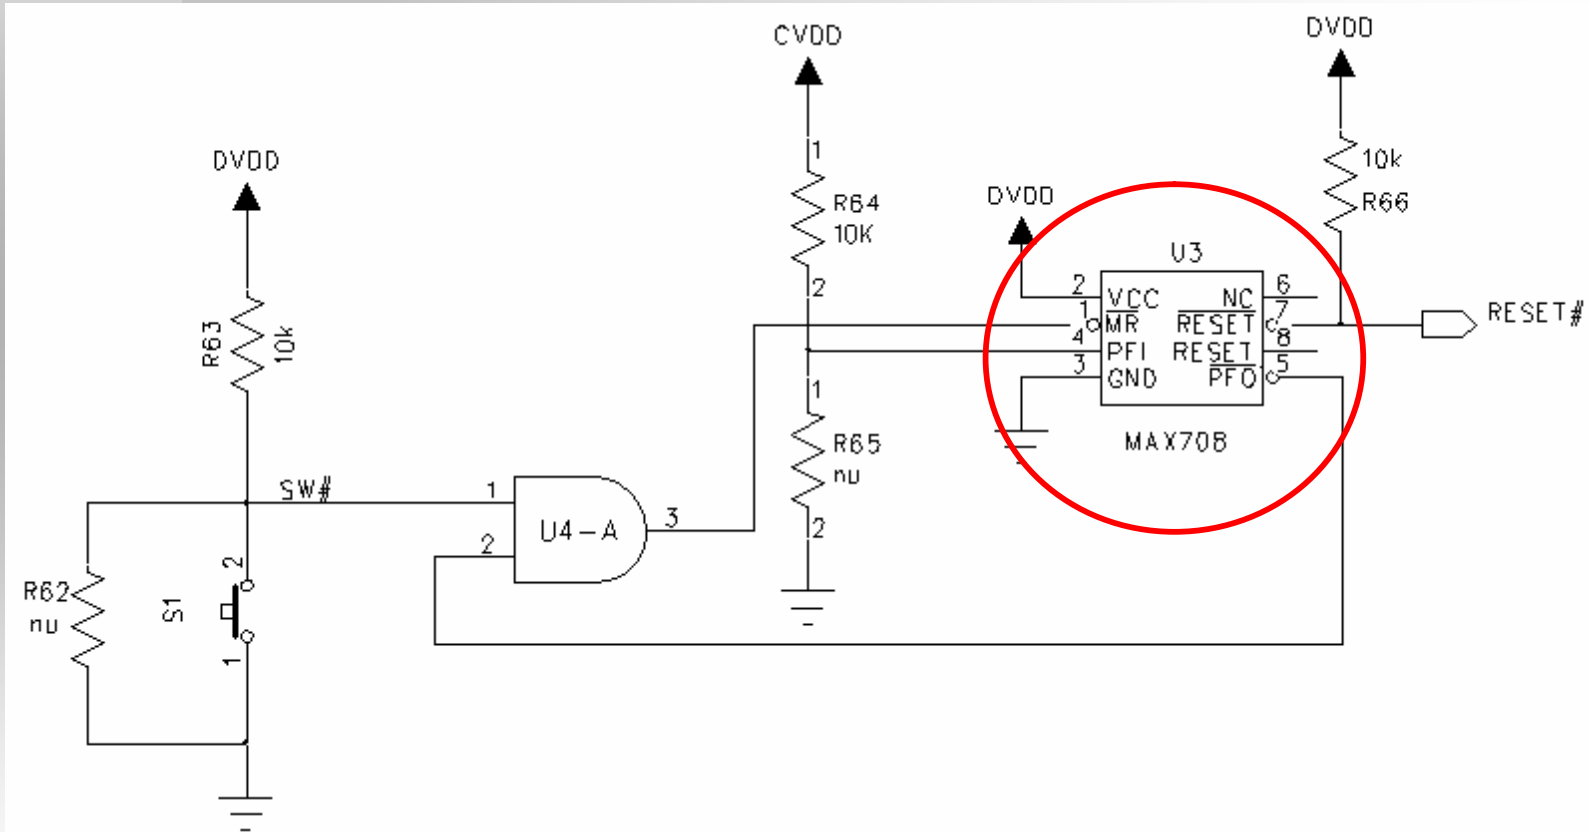 CVDD
DVDD
DVDD
DVDD
1
R64
10K
2
10k
R66
U3
2 VCC NC 6
1 MR RESET 7
4 PFI RESET 8
3 GND PFO 5
MAX708
RESET#
R63
10k
1
R65
nu
2
SW#
1
2
U4-A
3
R62
nu
S1
2
1